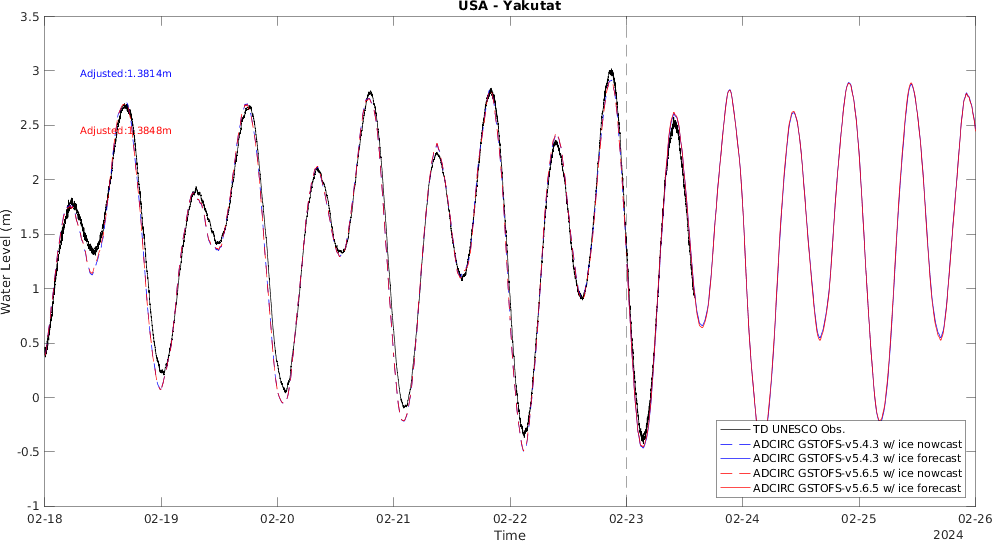 USA - Yakutat
3.5
3
2.5
2
1.5
1
0.5
0
-0.5
-1
Water Level (m)
Adjusted:1.3814m
Adjusted:1.3848m
TD UNESCO Obs.
ADCIRC GSTOFS-v5.4.3 w/ ice nowcast
ADCIRC GSTOFS-v5.4.3 w/ ice forecast
ADCIRC GSTOFS-v5.6.5 w/ ice nowcast
ADCIRC GSTOFS-v5.6.5 w/ ice forecast
02-18 02-19 02-20 02-21 02-22 02-23 02-24 02-25 02-26
Time
2024